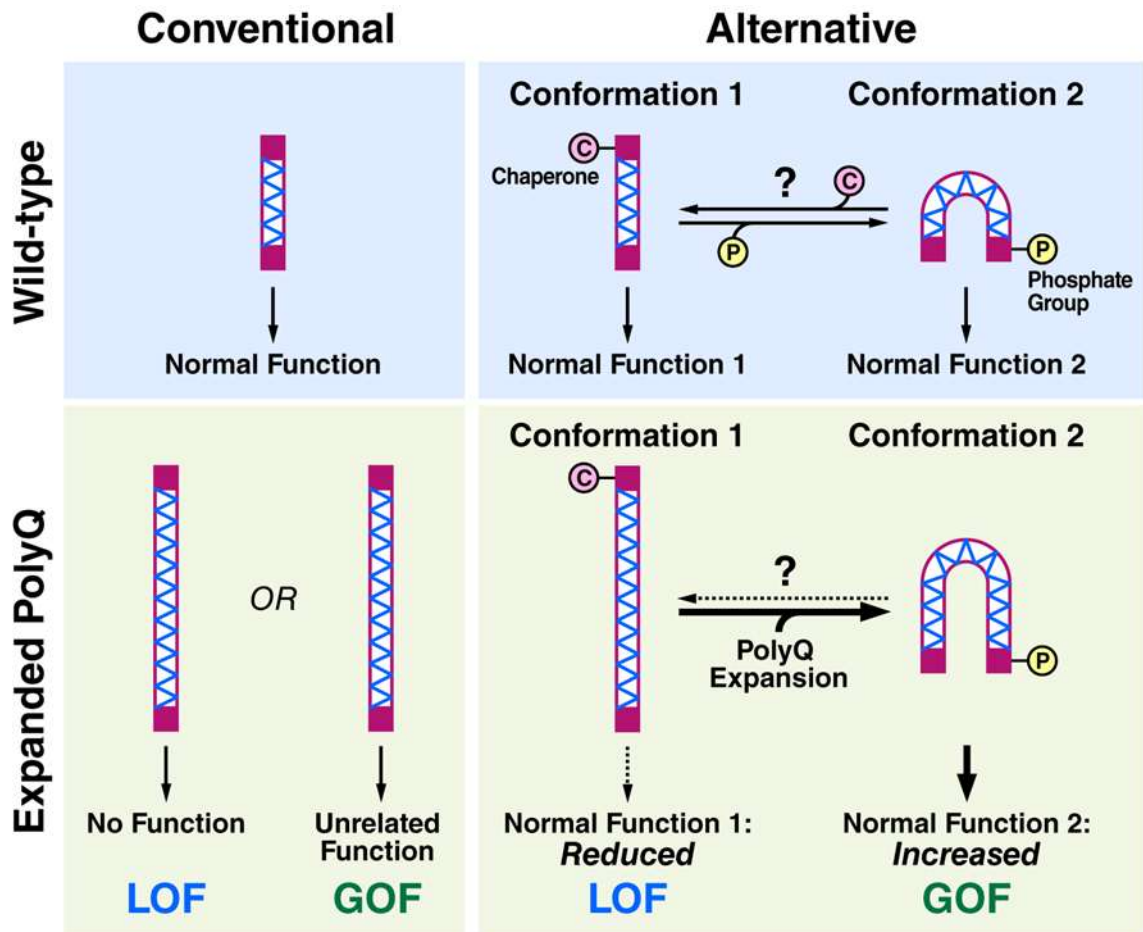 Conventional
Alternative
Wild-type
Normal Function
Conformation 1
Conformation 2
C
Chaperone
?
C
P
P
Phosphate
Group
Normal Function 1
Normal Function 2
Expanded PolyQ
OR
No Function
LOF
Unrelated
Function
GOF
Conformation 1
Conformation 2
C
?
PolyQ
Expansion
P
Normal Function 1:
Reduced
LOF
Normal Function 2:
Increased
GOF